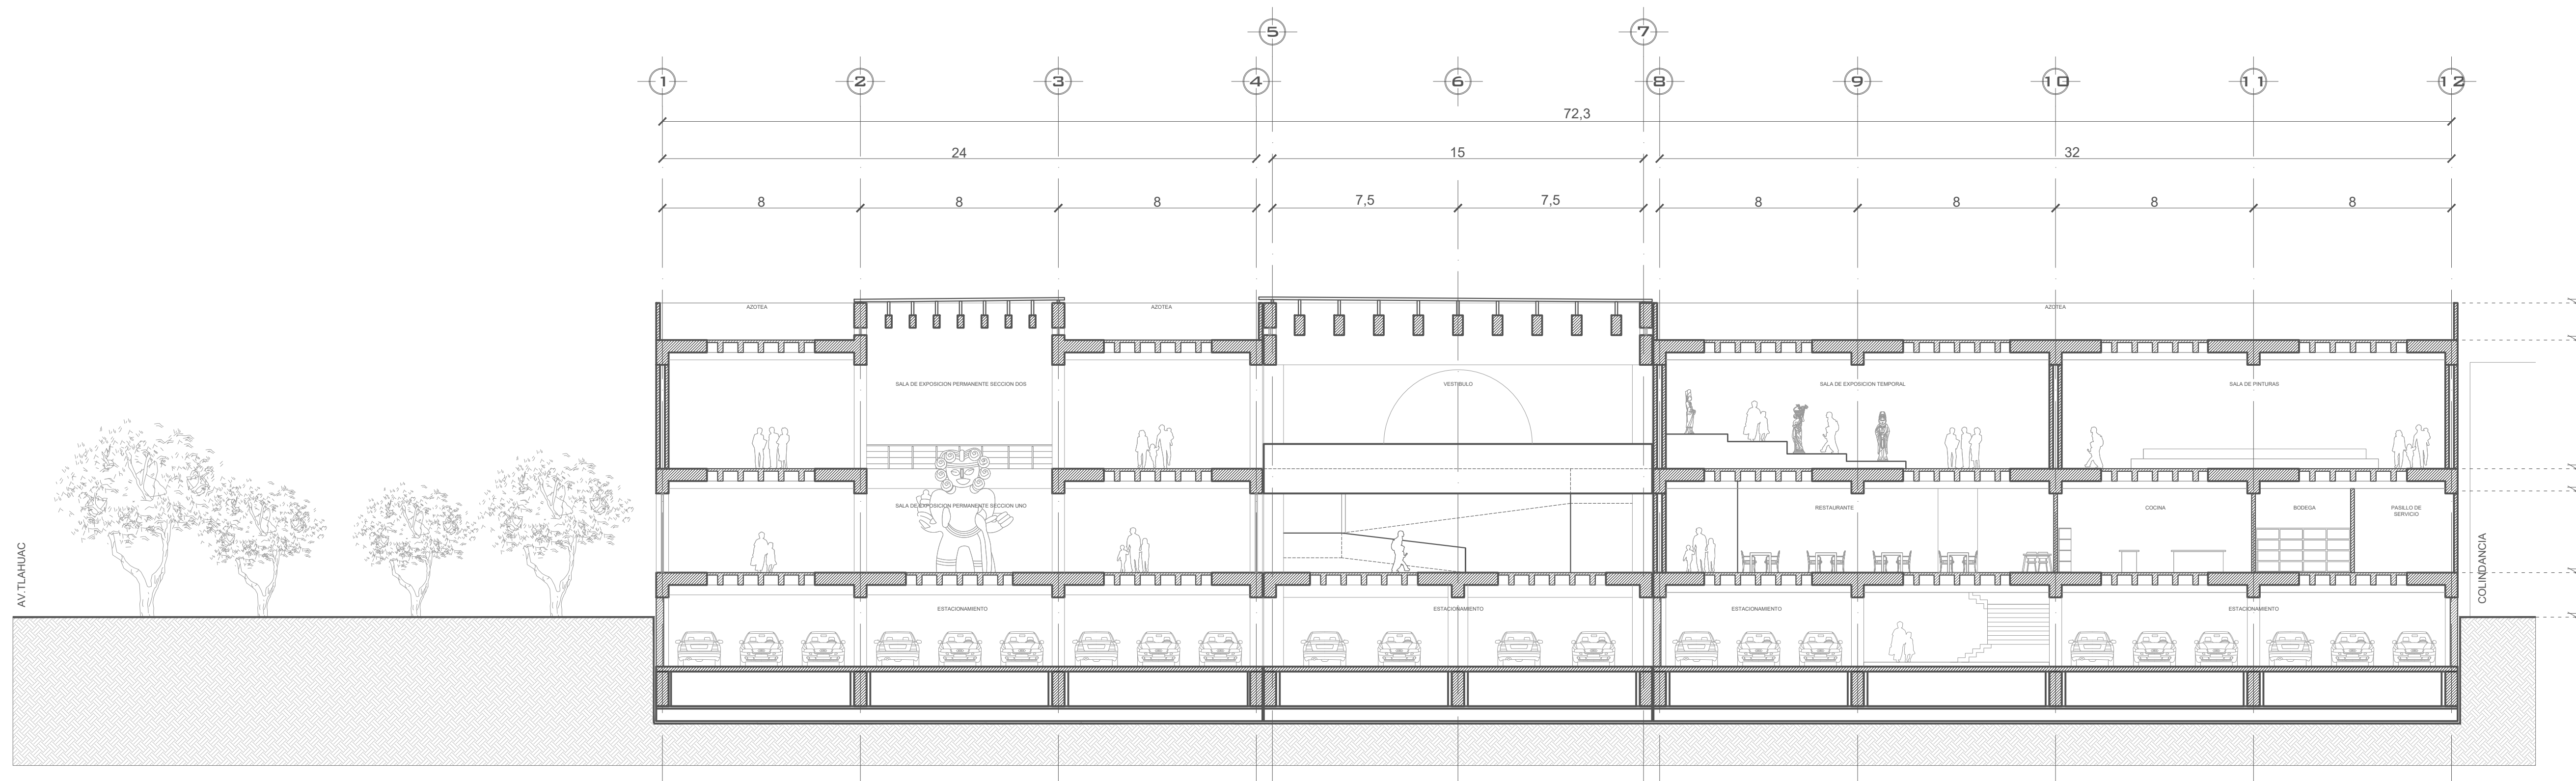 5 7
1 2 3 4 6 8 9 10 11 12
72,3
24 15 32
8 8 8 7,5 7,5 8 8 8 8
AZOTEA AZOTEA AZOTEA
SALA DE EXPOSICION PERMANENTE SECCION DOS VESTIBULO SALA DE EXPOSICION TEMPORAL SALA DE PINTURAS
SALA DE EXPOSICION PERMANENTE SECCION UNO RESTAURANTE COCINA BODEGA PASILLO DE
SERVICIO
AV.TLAHUAC
COLINDANCIA
ESTACIONAMIENTO ESTACIONAMIENTO ESTACIONAMIENTO ESTACIONAMIENTO